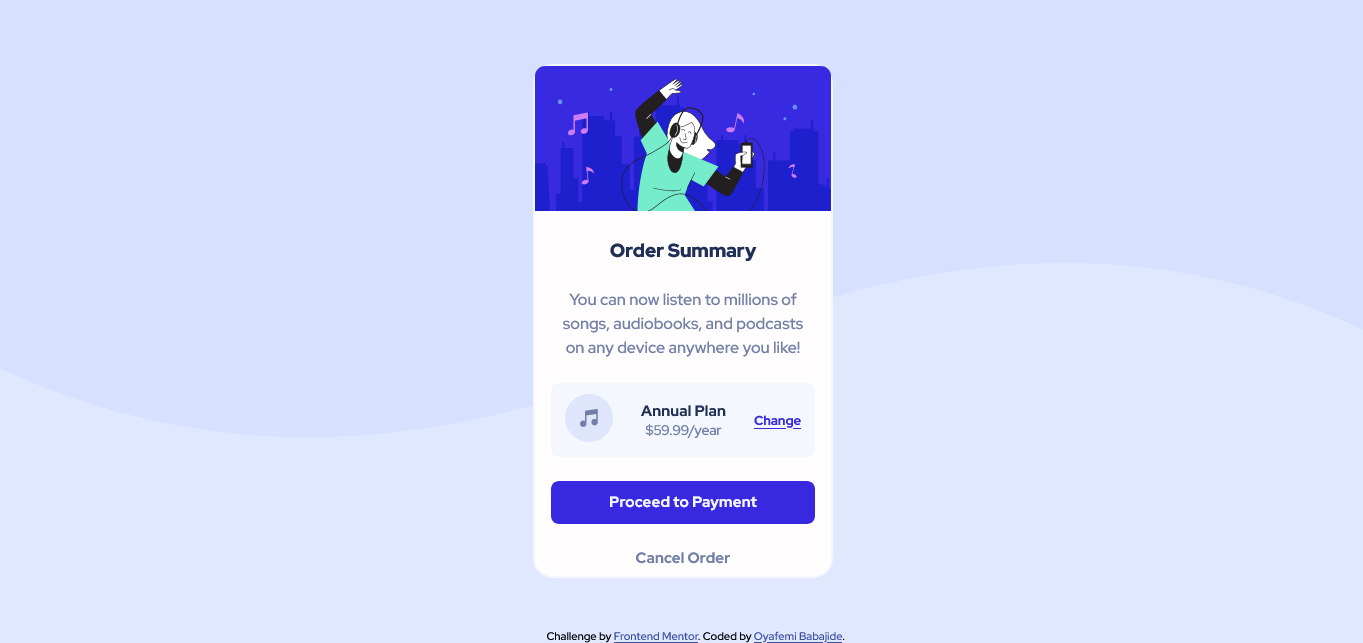 Order Summary
You can now listen to millions of
songs, audiobooks, and podcasts
on any device anywhere you like!
Annual Plan
$59.99/year
Change
Proceed to Payment
Cancel Order
Challenge by Frontend Mentor. Coded by Oyafemi Babajide.